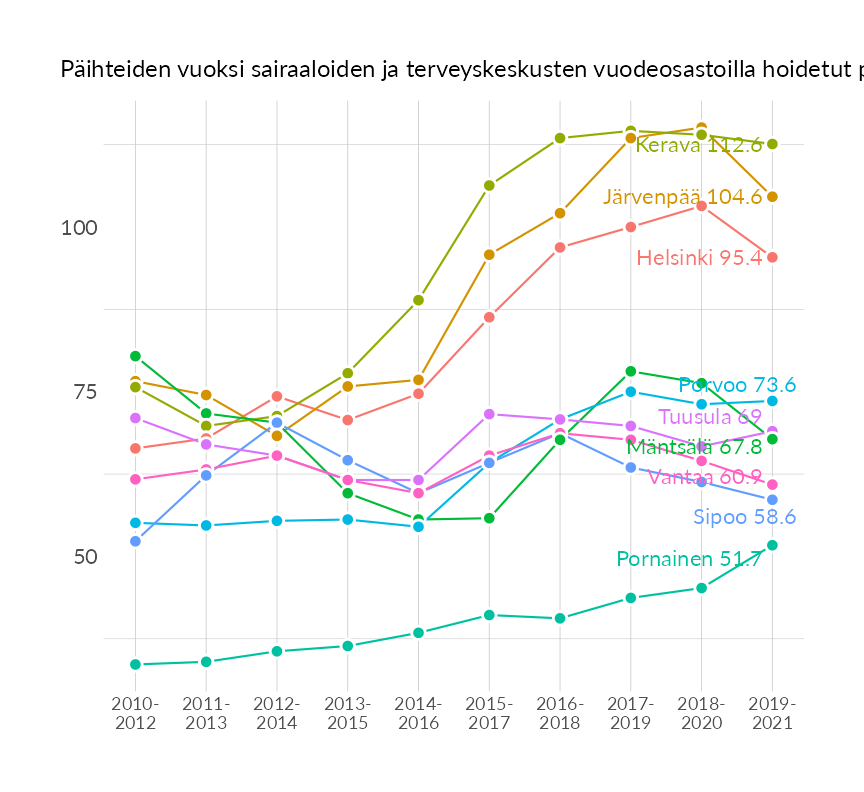 Päihteiden vuoksi sairaaloiden ja terveyskeskusten vuodeosastoilla hoidetut
Kerava 112.6
Järvenpää 104.6
100
Helsinki 95.4
75
Porvoo 73.6
Tuusula 69
Mäntsälä 67.8
Vantaa 60.9
Sipoo 58.6
50
Pornainen 51.7
2010- 2011- 2012- 2013- 2014- 2015- 2016- 2017- 2018- 2019-
2012 2013 2014 2015 2016 2017 2018 2019 2020 2021